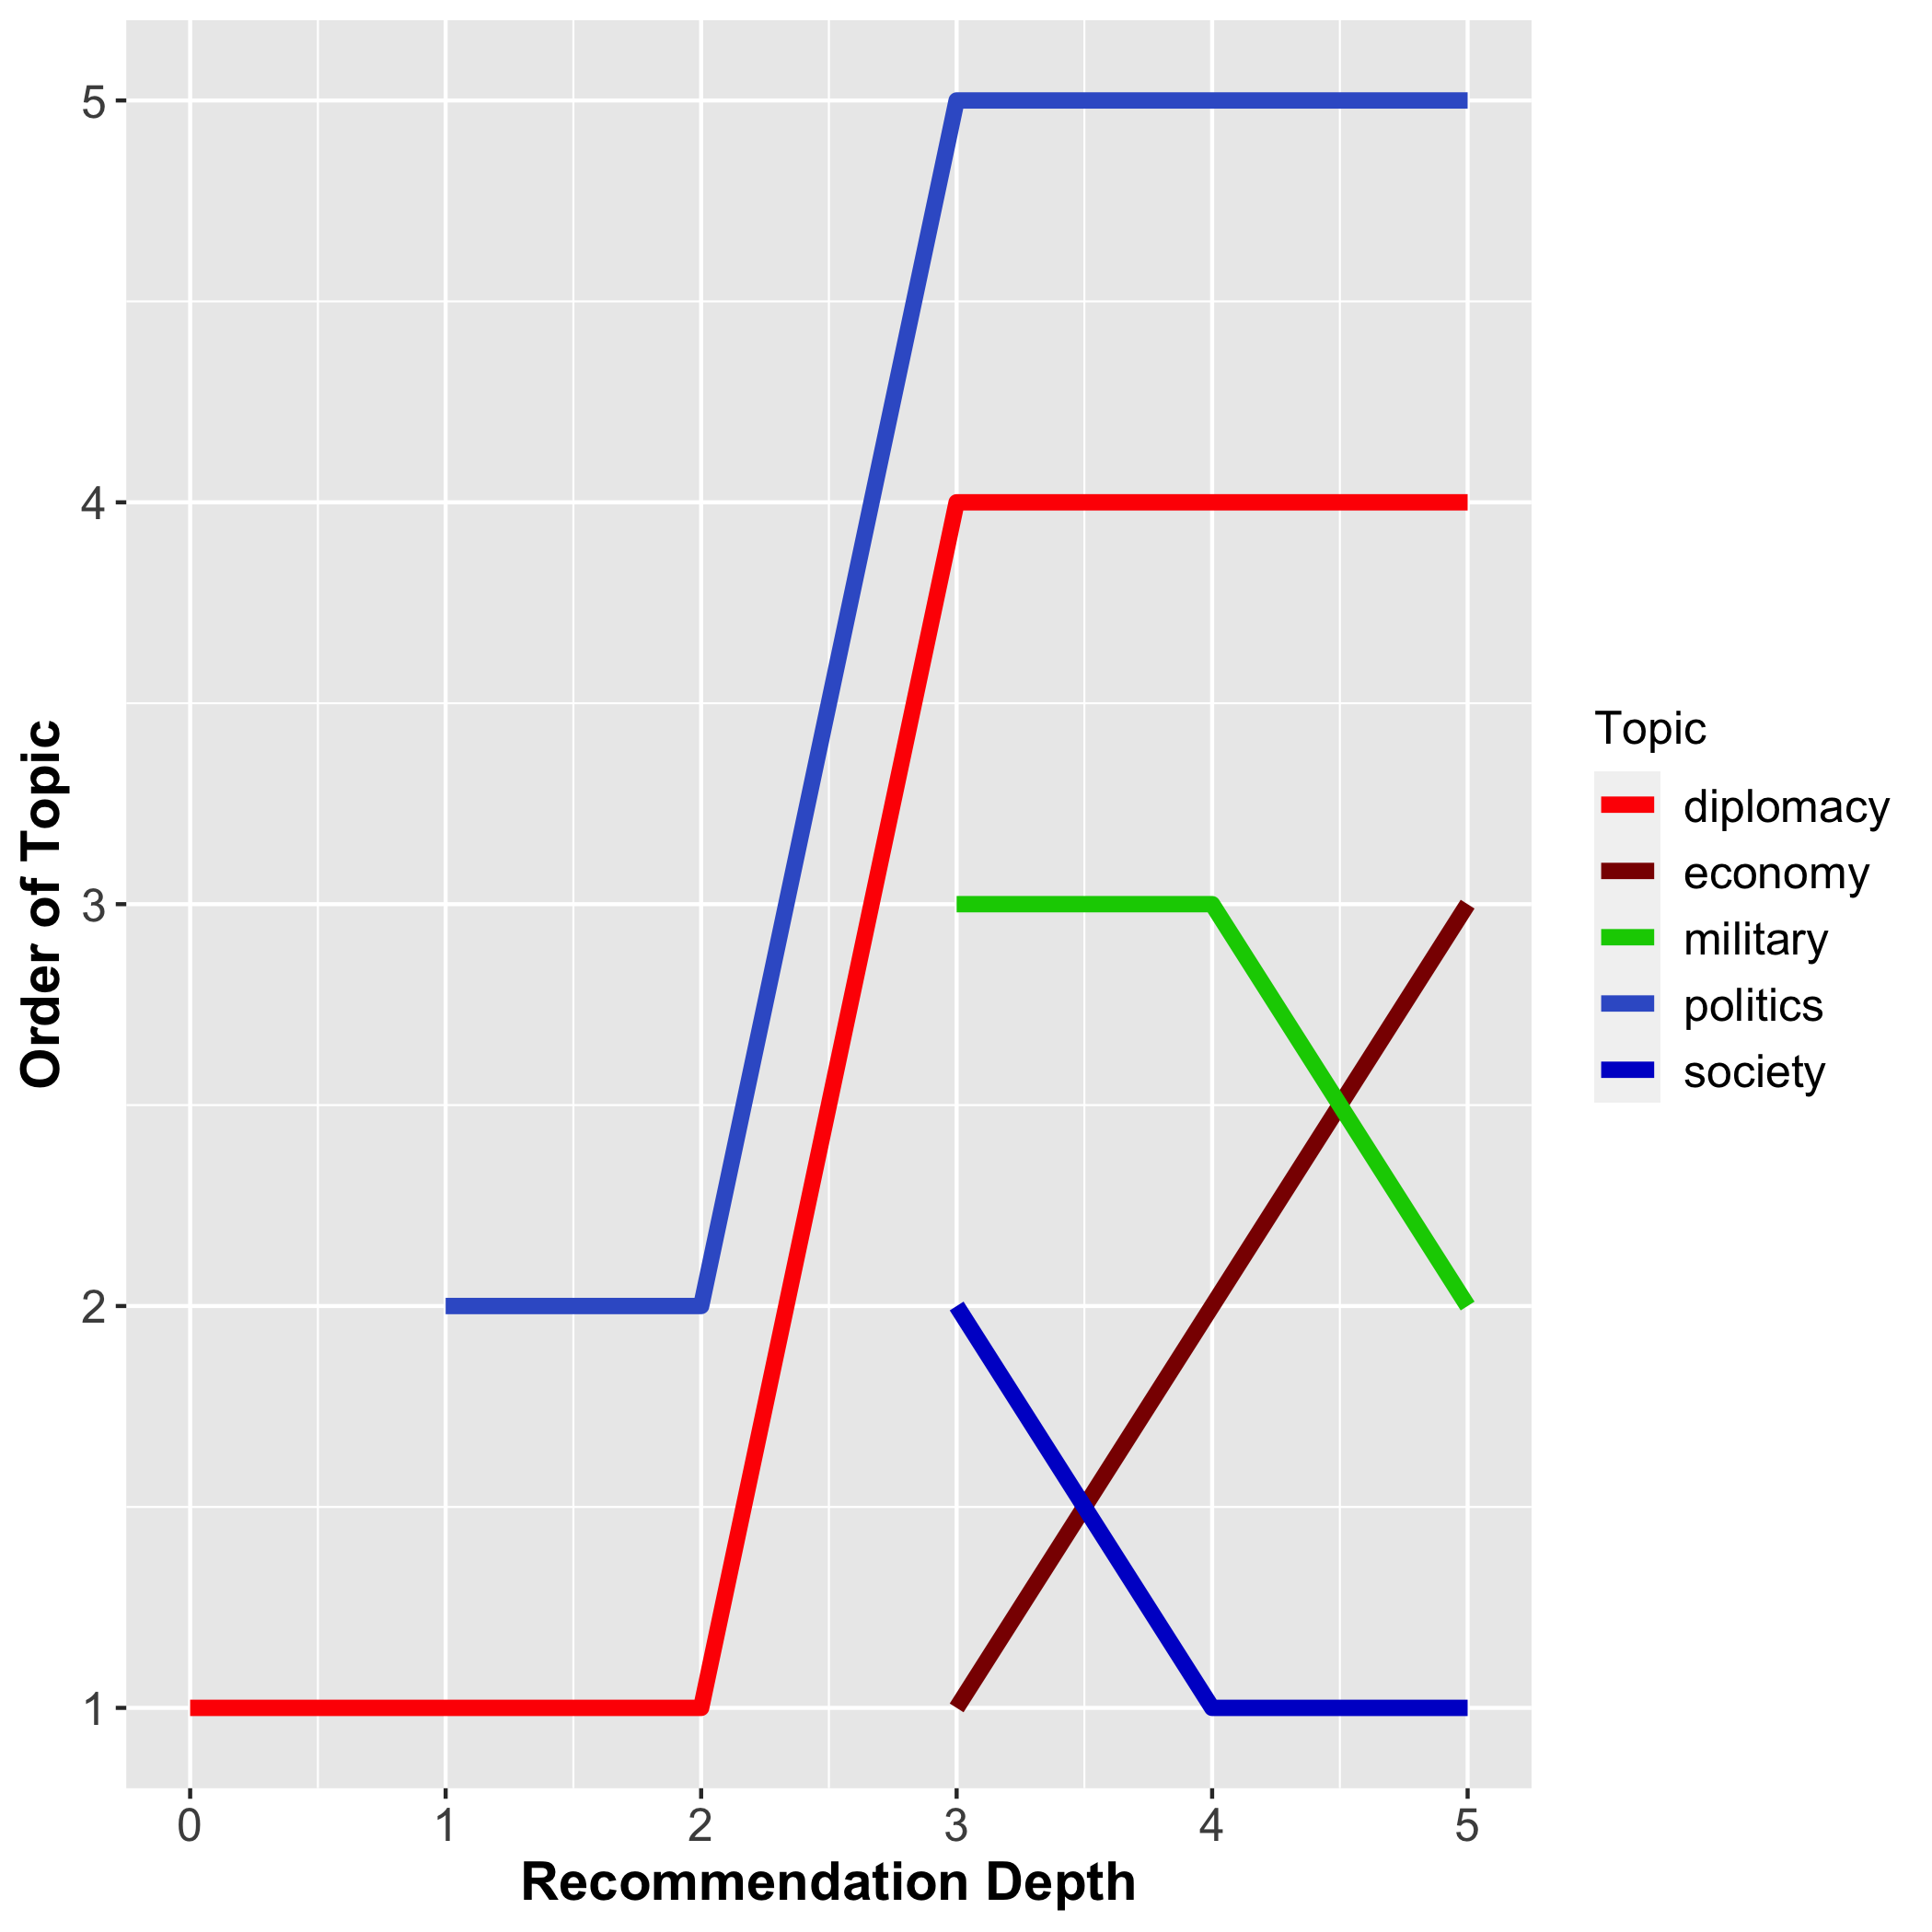 Order of Topic
5
4
3
2
1
0 1 2 3 4 5
Recommendation Depth
Topic
diplomacy
economy
military
politics
society